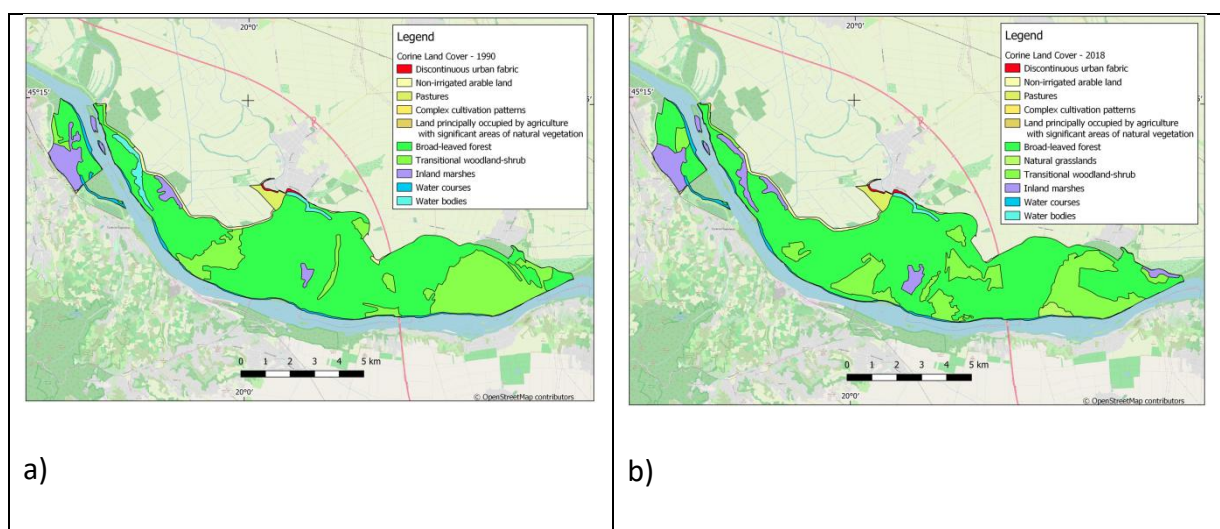 20°0'
45°15'
Legend
Corine Land Cover - 1990
Discontinuous urban fabric
Non-irrigated arable land
Pastures
Complex cultivation patterns
Land principally occupied by agriculture
with significant areas of natural vegetation
Broad-leaved forest
Transitional woodland-shrub
Inland marshes
Water courses
Water bodies
0 1 2 3 4 5 km
20°0'
© OpenStreetMap contributors
a)
20°0'
45°15'
Legend
Corine Land Cover - 2018
Discontinuous urban fabric
Non-irrigated arable land
Pastures
Complex cultivation patterns
Land principally occupied by agriculture
with significant areas of natural vegetation
Broad-leaved forest
Natural grasslands
Transitional woodland-shrub
Inland marshes
Water courses
Water bodies
0 1 2 3 4 5 km
20°0'
© OpenStreetMap contributors
b)